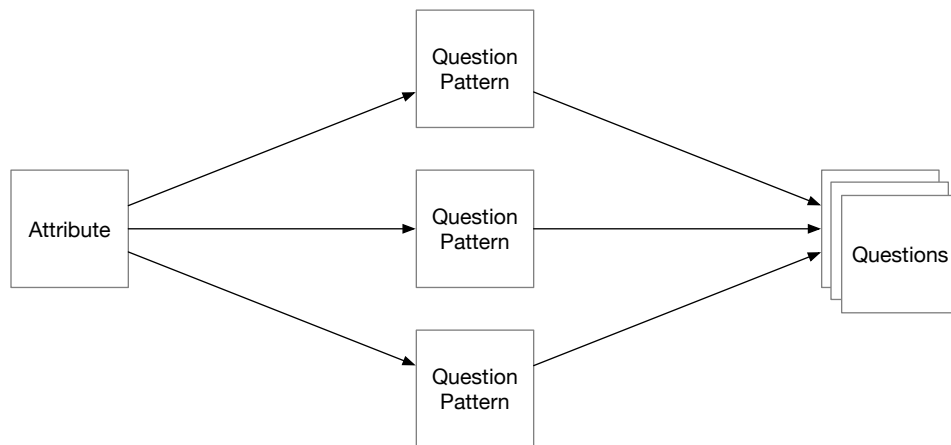 Question
Pattern
Attribute
Question
Pattern
Questions
Question
Pattern